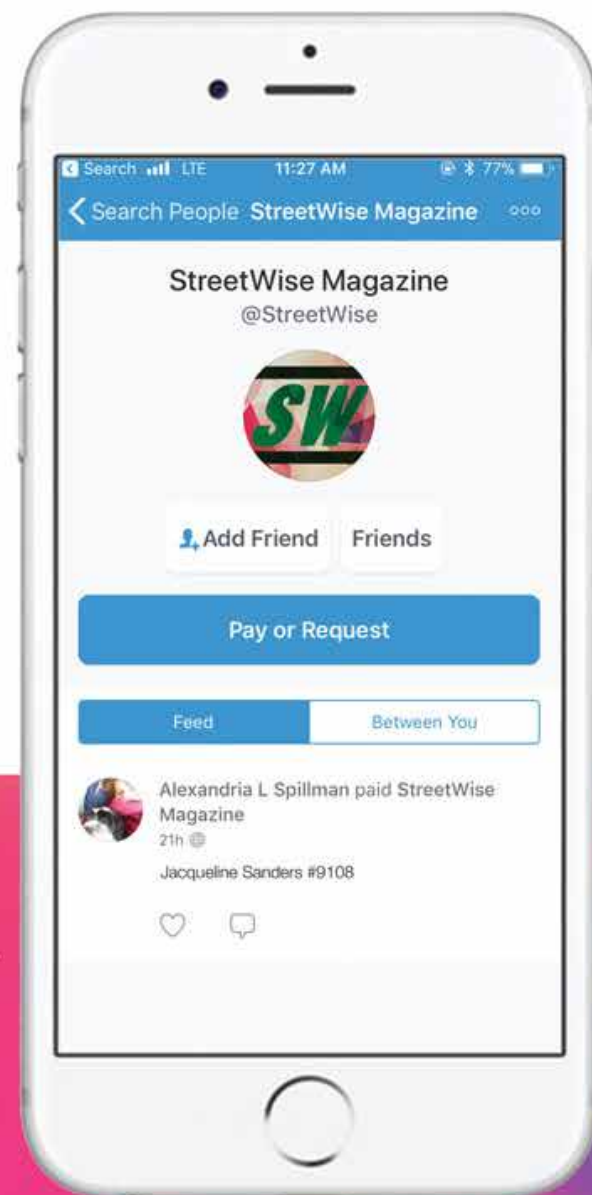 Search LTE 11:27 AM 77%
Search People StreetWise Magazine
StreetWise Magazine
@StreetWise
SW
Add Friend Friends
Pay or Request
Feed Between You
Alexandria L Spillman paid StreetWise
Magazine
21h
Jacqueline Sanders #9108